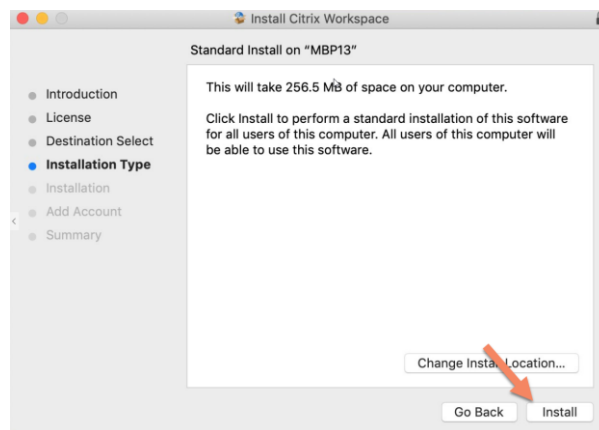 Install Citrix Workspace
Standard Install on “MBP13”
Introduction
License
Destination Select
Installation Type
Installation
Add Account
Summary
This will take 256.5 MB of space on your computer.
Click Install to perform a standard installation of this software
for all users of this computer. All users of this computer will
be able to use this software.
Change Install Location...
Go Back
Install